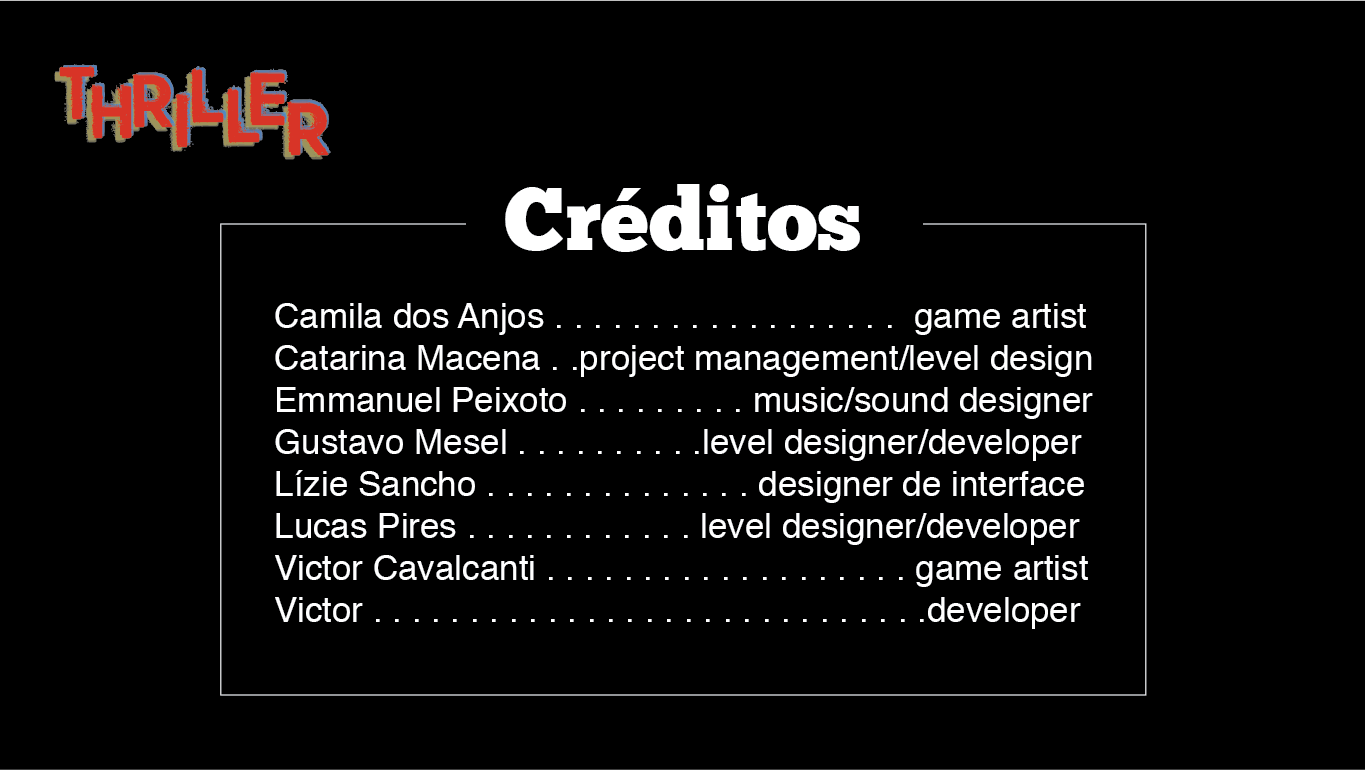 THRILLER
Créditos
Camila dos Anjos . . . . . . . . . . . . . . . . . . game artist
Catarina Macena . .project management/level design
Emmanuel Peixoto . . . . . . . . . music/sound designer
Gustavo Mesel . . . . . . . . . .level designer/developer
Lízie Sancho . . . . . . . . . . . . . . designer de interface
Lucas Pires . . . . . . . . . . . . level designer/developer
Victor Cavalcanti . . . . . . . . . . . . . . . . . . . game artist
Victor . . . . . . . . . . . . . . . . . . . . . . . . . . . . .developer